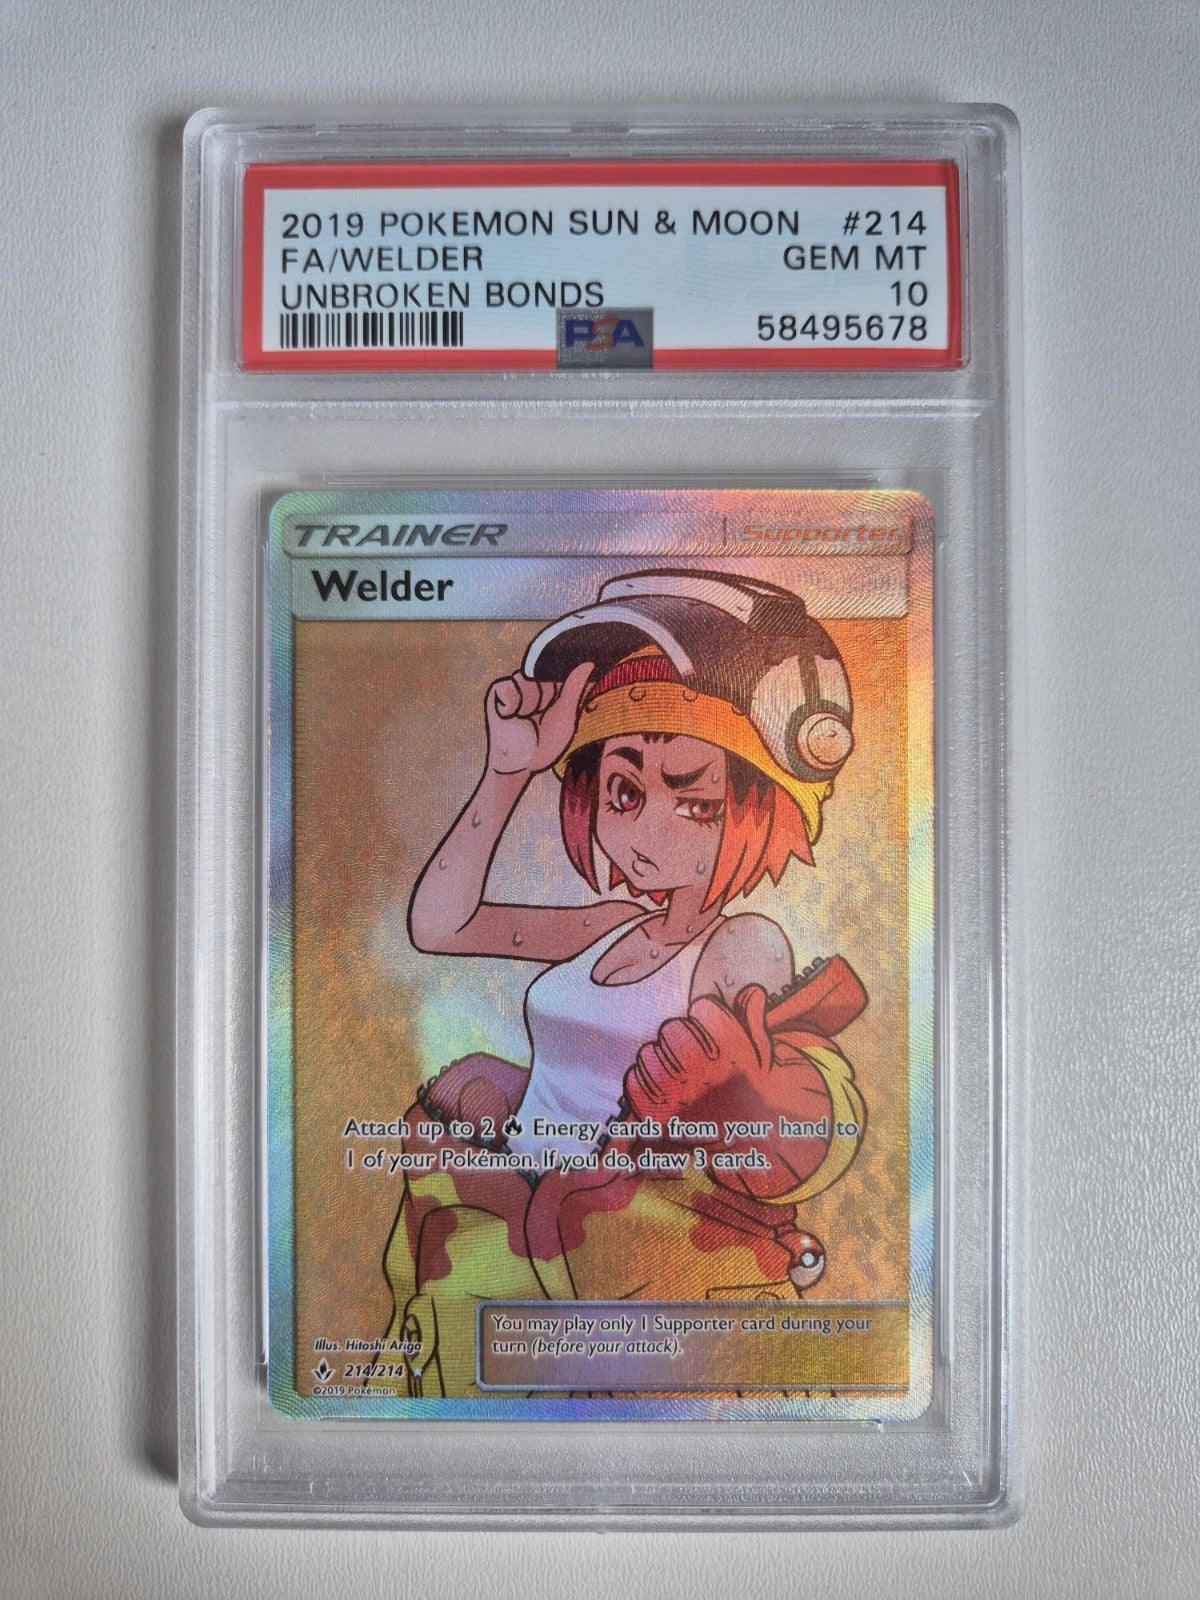 2019 POKEMON SUN & MOON #214
FA/WELDER GEM MT
UNBROKEN BONDS 10
PSA 58495678
TRAINER Supporter
Welder
Attach up to 2 Energy cards from your hand to
1 of your Pokémon. If you do, draw 3 cards.
You may play only 1 Supporter card during your
turn (before your attack).
Illus. Hitoshi Ariga
214/214
©2019 Pokémon